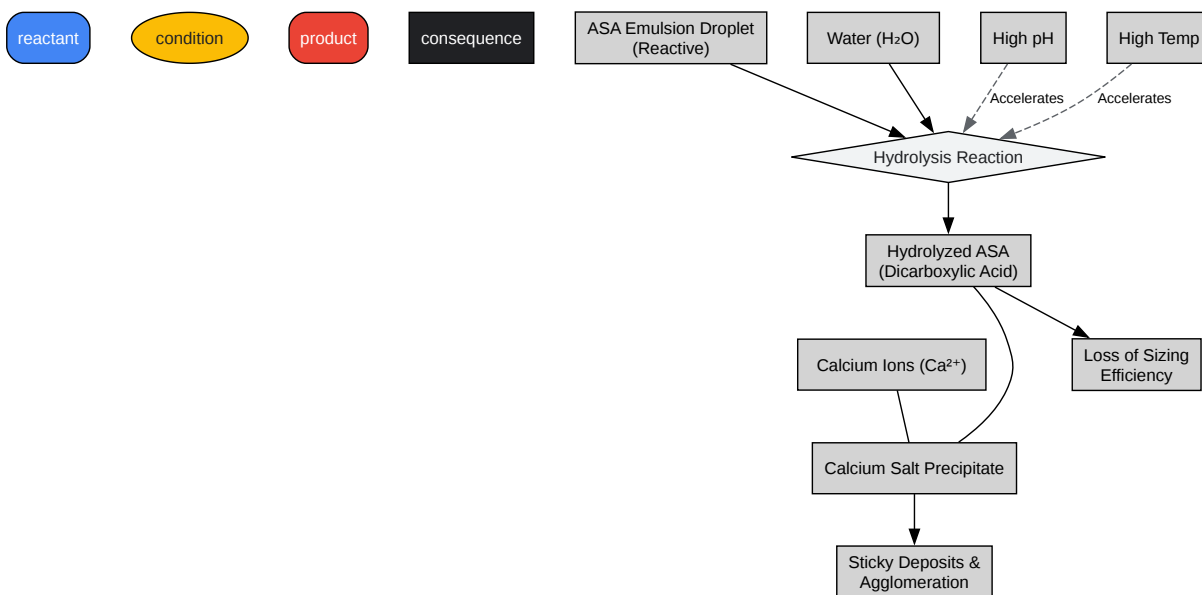 reactant
condition
product
consequence
ASA Emulsion Droplet
(Reactive)
Water (H₂O)
High pH
High Temp
Accelerates
Accelerates
Hydrolysis Reaction
Hydrolyzed ASA
(Dicarboxylic Acid)
Calcium Ions (Ca²⁺)
Loss of Sizing
Efficiency
Calcium Salt Precipitate
Sticky Deposits &
Agglomeration